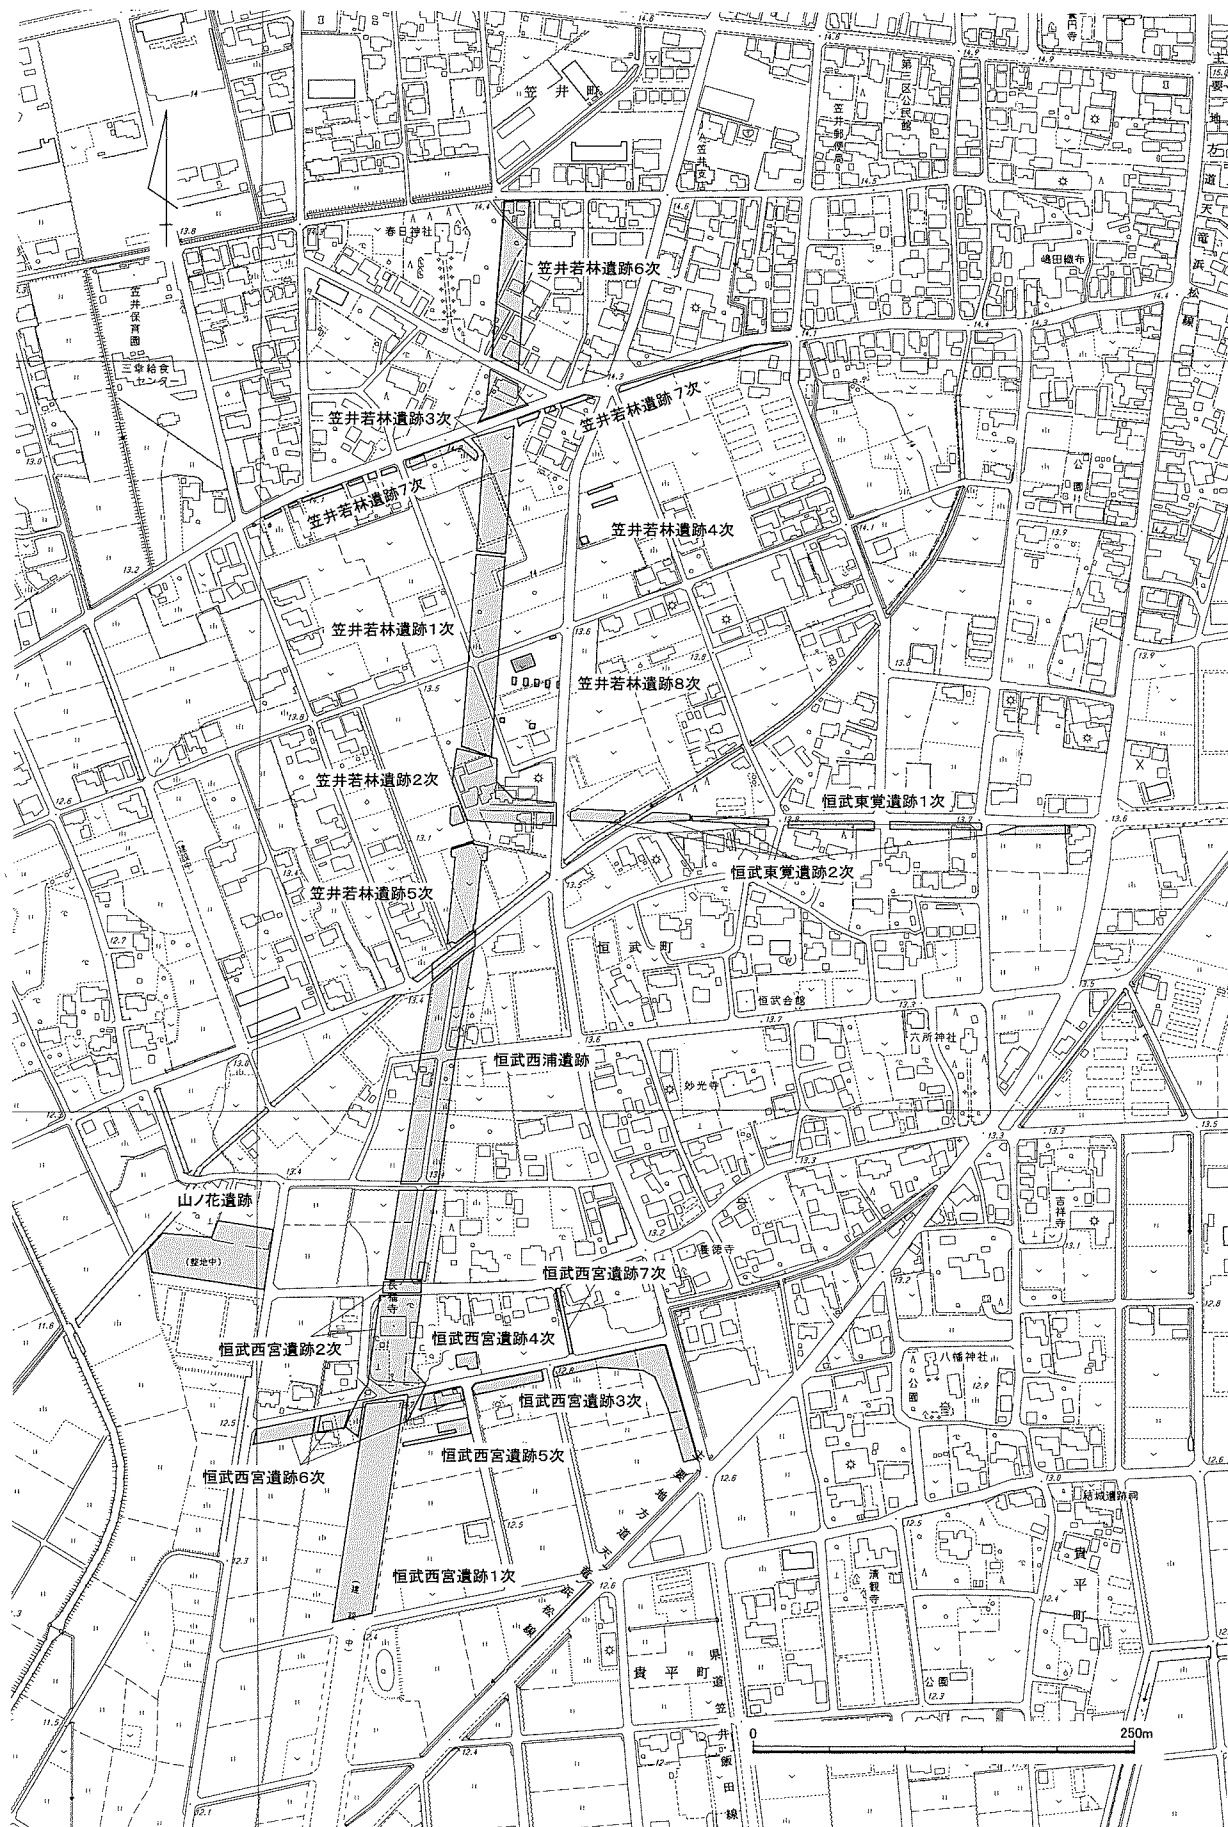 笠井町
第三区公民館
笠井郵便局
JA笠井支店
主要地方道天竜浜松線
春日神社
笠井若林遺跡6次
嶋田織布
笠井保育園
三幸給食センター
笠井若林遺跡3次
笠井若林遺跡7次
笠井若林遺跡7次
公園
笠井若林遺跡4次
笠井若林遺跡1次
笠井若林遺跡8次
笠井若林遺跡2次
恒武東覚遺跡1次
恒武東覚遺跡2次
笠井若林遺跡5次
恒武町
恒武会館
六所神社
恒武西浦遺跡
妙光寺
山ノ花遺跡
(整地中)
吉祥寺
恒武西宮遺跡7次
長福寺
恒武西宮遺跡4次
恒武西宮遺跡2次
八幡神社
公園
恒武西宮遺跡3次
恒武西宮遺跡5次
恒武西宮遺跡6次
主要地方道天竜浜松線
結城遺跡祠
貴平町
恒武西宮遺跡1次
(建設中)
清観寺
貴平町
県道笠井飯田線
公園
0 250m